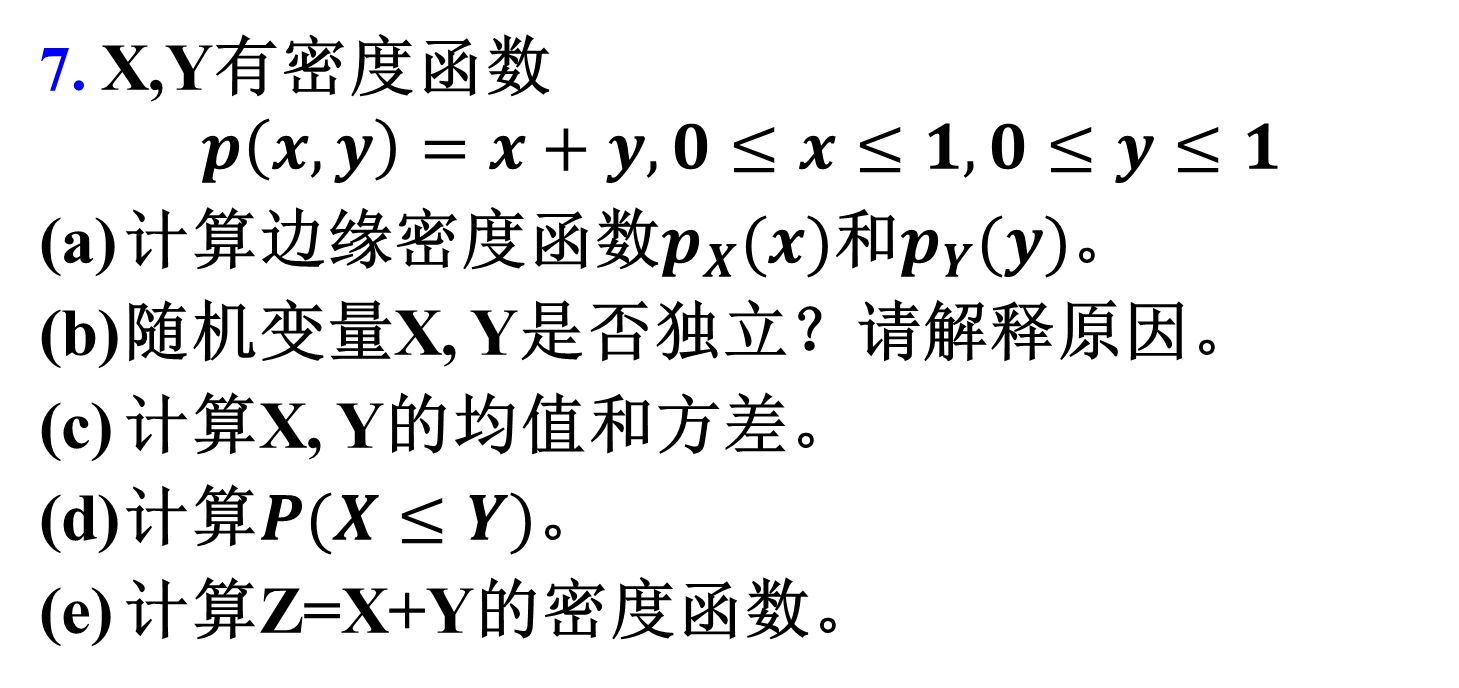 7. X,Y有密度函数
p(x, y) = x + y, 0 ≤ x ≤ 1, 0 ≤ y ≤ 1
(a)计算边缘密度函数p_X(x)和p_Y(y)。
(b)随机变量X, Y是否独立？请解释原因。
(c)计算X, Y的均值和方差。
(d)计算P(X ≤ Y)。
(e)计算Z=X+Y的密度函数。